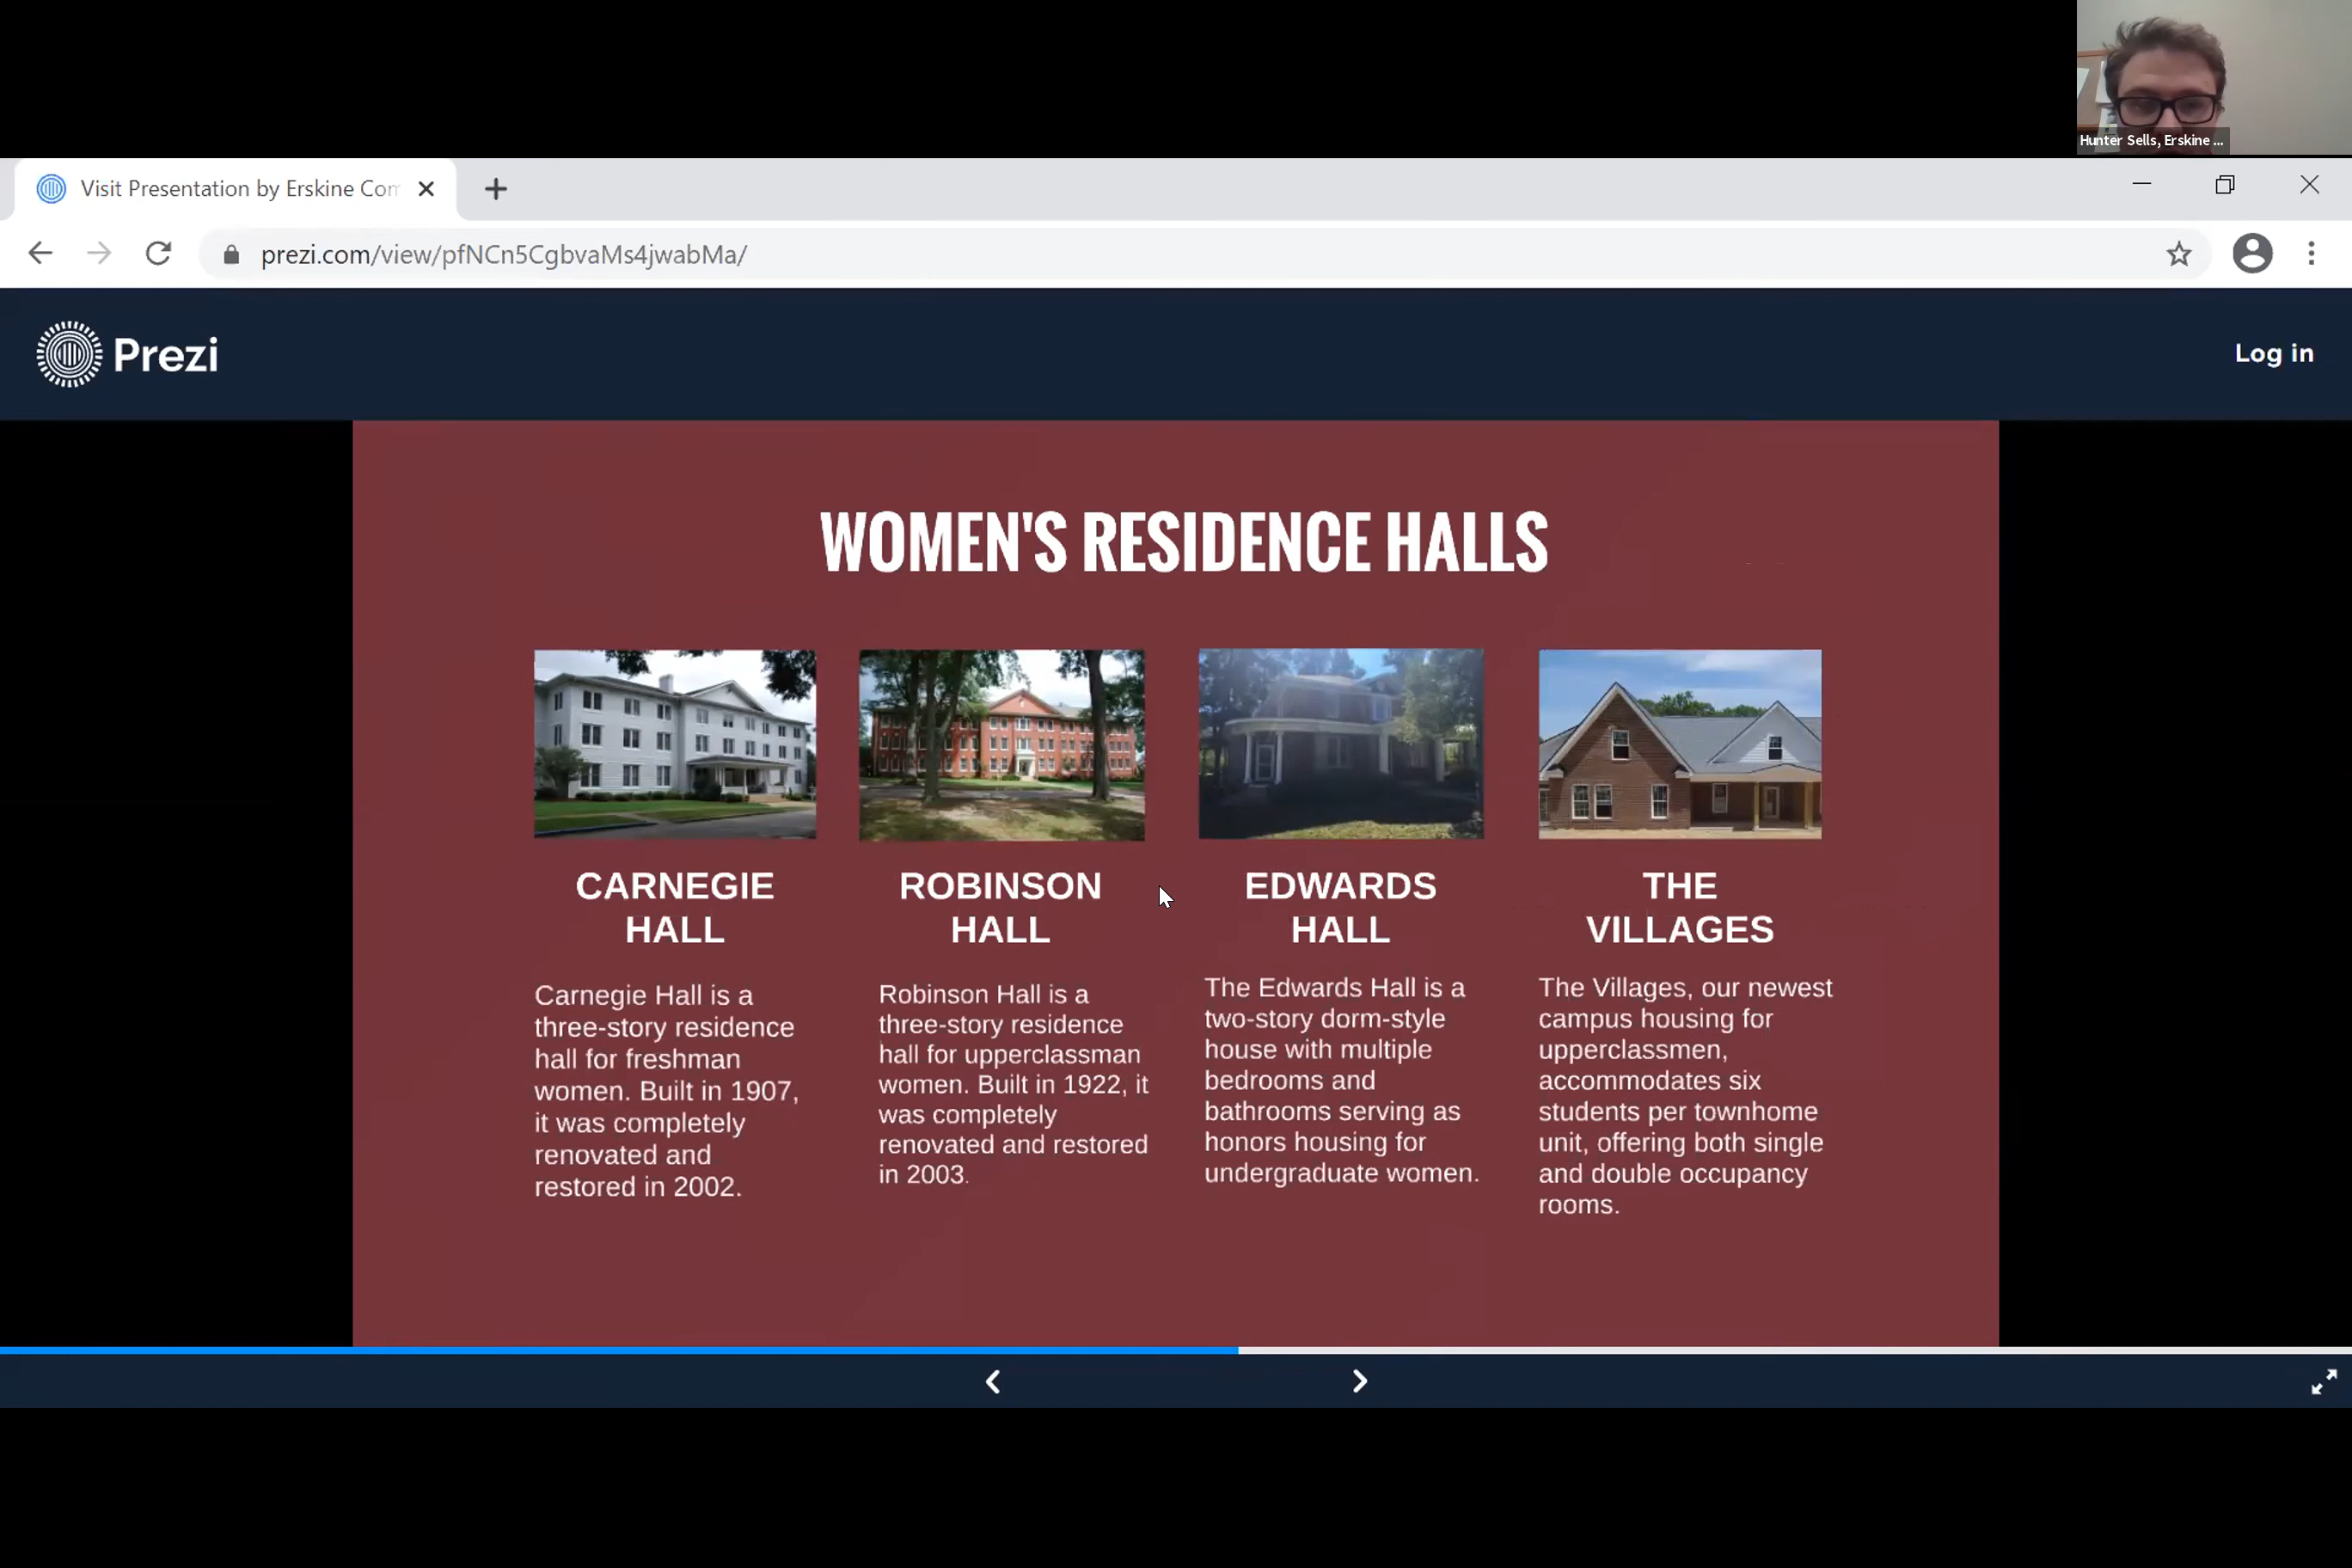 Hunter Sells, Erskine ...
Visit Presentation by Erskine Com
prezi.com/view/pfNCn5CgbvaMs4jwabMa/
Prezi
Log in
WOMEN'S RESIDENCE HALLS
CARNEGIE
HALL
Carnegie Hall is a
three-story residence
hall for freshman
women. Built in 1907,
it was completely
renovated and
restored in 2002.
ROBINSON
HALL
Robinson Hall is a
three-story residence
hall for upperclassman
women. Built in 1922, it
was completely
renovated and restored
in 2003.
EDWARDS
HALL
The Edwards Hall is a
two-story dorm-style
house with multiple
bedrooms and
bathrooms serving as
honors housing for
undergraduate women.
THE
VILLAGES
The Villages, our newest
campus housing for
upperclassmen,
accommodates six
students per townhome
unit, offering both single
and double occupancy
rooms.